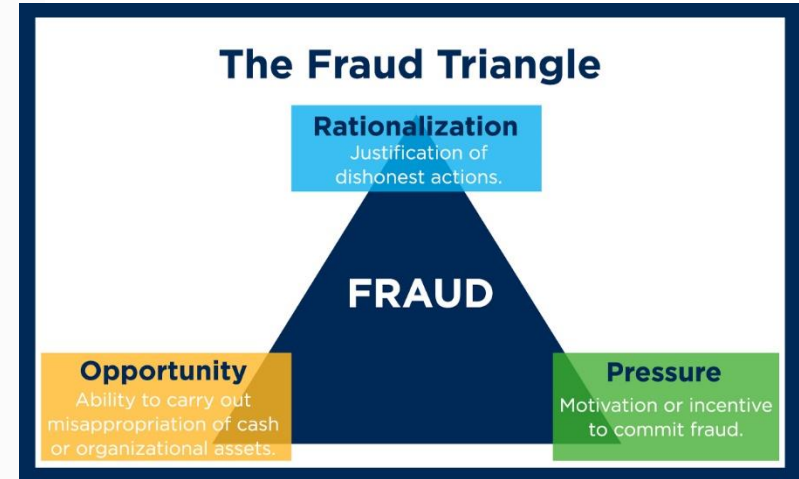 The Fraud Triangle
Rationalization
Justification of
dishonest actions.
FRAUD
Opportunity
Ability to carry out
misappropriation of cash
or organizational assets.
Pressure
Motivation or incentive
to commit fraud.